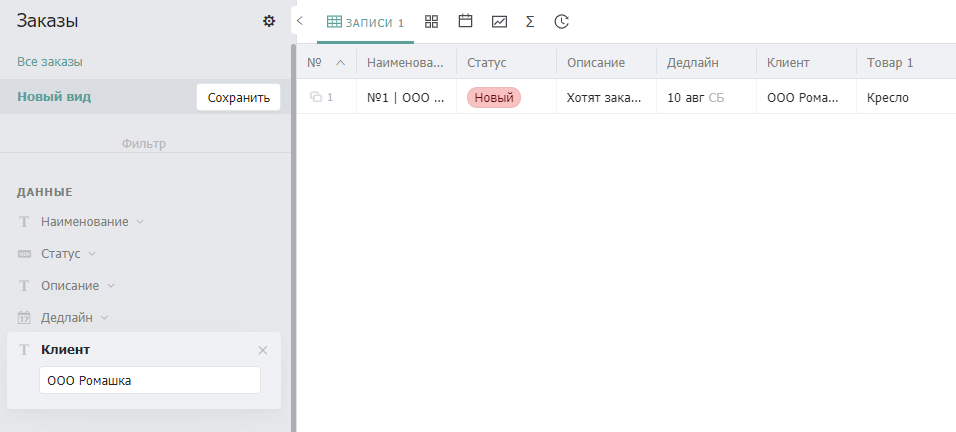 Заказы
Все заказы
Новый вид
Сохранить
Фильтр
ДАННЫЕ
Наименование
Статус
Описание
Дедлайн
Клиент
ООО Ромашка
ЗАПИСИ 1
Σ
№ Наименова... Статус Описание Дедлайн Клиент Товар 1
1 №1 | ООО ... Новый Хотят зака... 10 авг СБ ООО Рома... Кресло